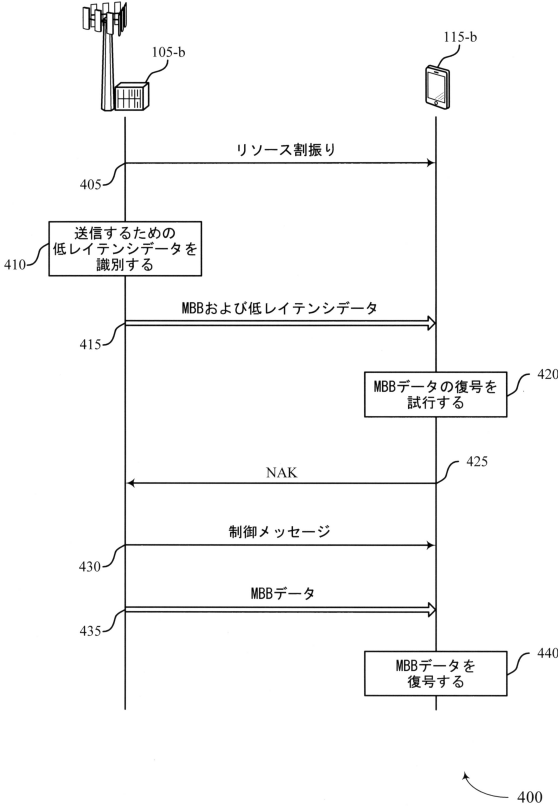 105-b
115-b
リソース割振り
405
送信するための
低レイテンシデータを
識別する
410
MBBおよび低レイテンシデータ
415
MBBデータの復号を
試行する
420
NAK
425
制御メッセージ
430
MBBデータ
435
MBBデータを
復号する
440
400